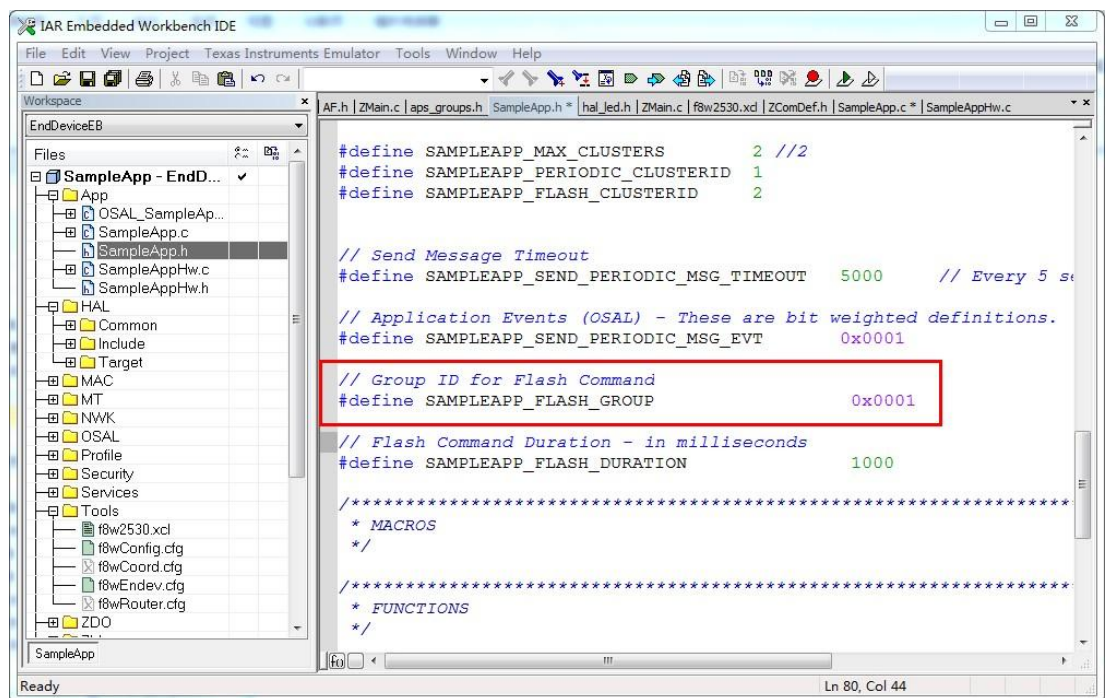 IAR Embedded Workbench IDE
File Edit View Project Texas Instruments Emulator Tools Window Help
Workspace
AF.h | ZMain.c | aps_groups.h SampleApp.h * | hal_led.h | ZMain.c | f8w2530.xcl | ZComDef.h | SampleApp.c * | SampleAppHw.c
EndDeviceEB
Files
SampleApp - EndD...
App
OSAL_SampleAp...
SampleApp.c
SampleApp.h
SampleAppHw.c
SampleAppHw.h
HAL
Common
Include
Target
MAC
MT
NWK
OSAL
Profile
Security
Services
Tools
f8w2530.xcl
f8wConfig.cfg
f8wCoord.cfg
f8wEndev.cfg
f8wRouter.cfg
ZDO
SampleApp
#define SAMPLEAPP_MAX_CLUSTERS 2 //2
#define SAMPLEAPP_PERIODIC_CLUSTERID 1
#define SAMPLEAPP_FLASH_CLUSTERID 2
// Send Message Timeout
#define SAMPLEAPP_SEND_PERIODIC_MSG_TIMEOUT 5000 // Every 5 se
// Application Events (OSAL) - These are bit weighted definitions.
#define SAMPLEAPP_SEND_PERIODIC_MSG_EVT 0x0001
// Group ID for Flash Command
#define SAMPLEAPP_FLASH_GROUP 0x0001
// Flash Command Duration - in milliseconds
#define SAMPLEAPP_FLASH_DURATION 1000
/*********************************************************************
* MACROS
*/
/*********************************************************************
* FUNCTIONS
*/
f()
Ready
Ln 80, Col 44